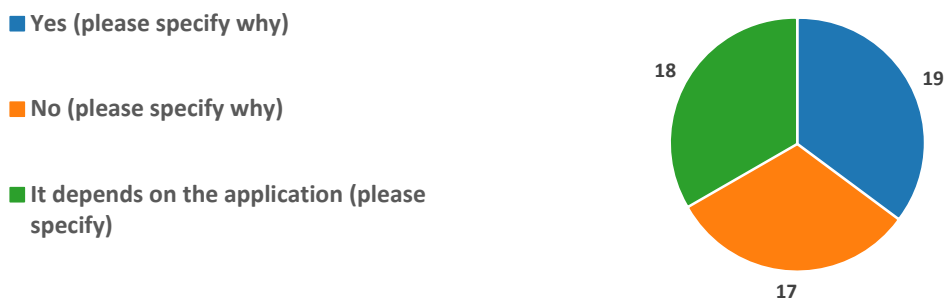 Yes (please specify why)
No (please specify why)
It depends on the application (please
specify)
18
19
17